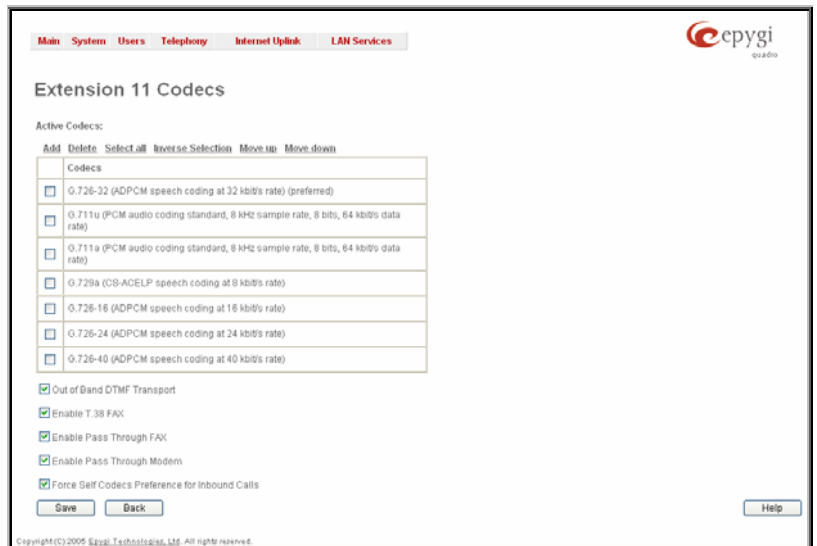 epygi
quadro
Main System Users Telephony Internet Uplink LAN Services
Extension 11 Codecs
Active Codecs:
Add Delete Select all Inverse Selection Move up Move down
Codecs
G.726-32 (ADPCM speech coding at 32 kbit/s rate) (preferred)
G.711u (PCM audio coding standard, 8 kHz sample rate, 8 bits, 64 kbit/s data
rate)
G.711a (PCM audio coding standard, 8 kHz sample rate, 8 bits, 64 kbit/s data
rate)
G.729a (CS-ACELP speech coding at 8 kbit/s rate)
G.726-16 (ADPCM speech coding at 16 kbit/s rate)
G.726-24 (ADPCM speech coding at 24 kbit/s rate)
G.726-40 (ADPCM speech coding at 40 kbit/s rate)
Out of Band DTMF Transport
Enable T.38 FAX
Enable Pass Through FAX
Enable Pass Through Modem
Force Self Codecs Preference for Inbound Calls
Save Back Help
Copyright (C) 2005 Epygi Technologies, Ltd. All rights reserved.